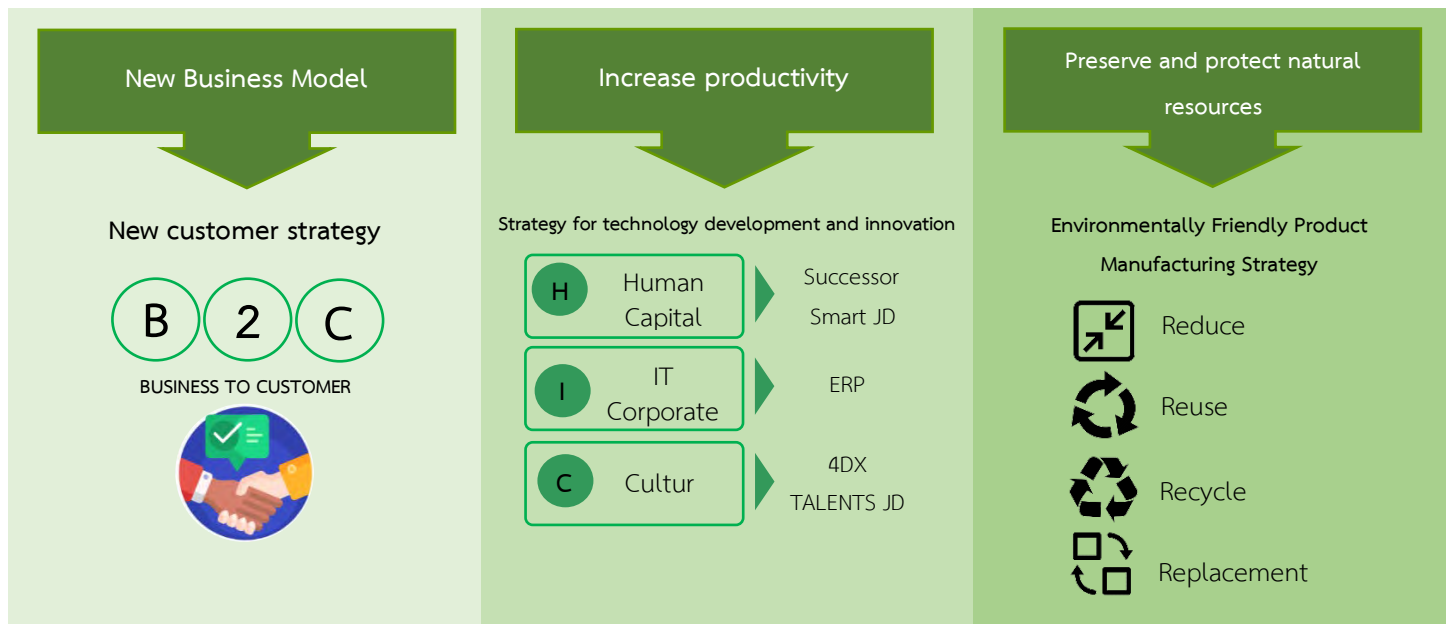 New Business Model
New customer strategy
B 2 C
BUSINESS TO CUSTOMER
Increase productivity
Strategy for technology development and innovation
H
Human
Capital
Successor
Smart JD
I
IT
Corporate
ERP
C
Cultur
4DX
TALENTS JD
Preserve and protect natural
resources
Environmentally Friendly Product
Manufacturing Strategy
Reduce
Reuse
Recycle
Replacement